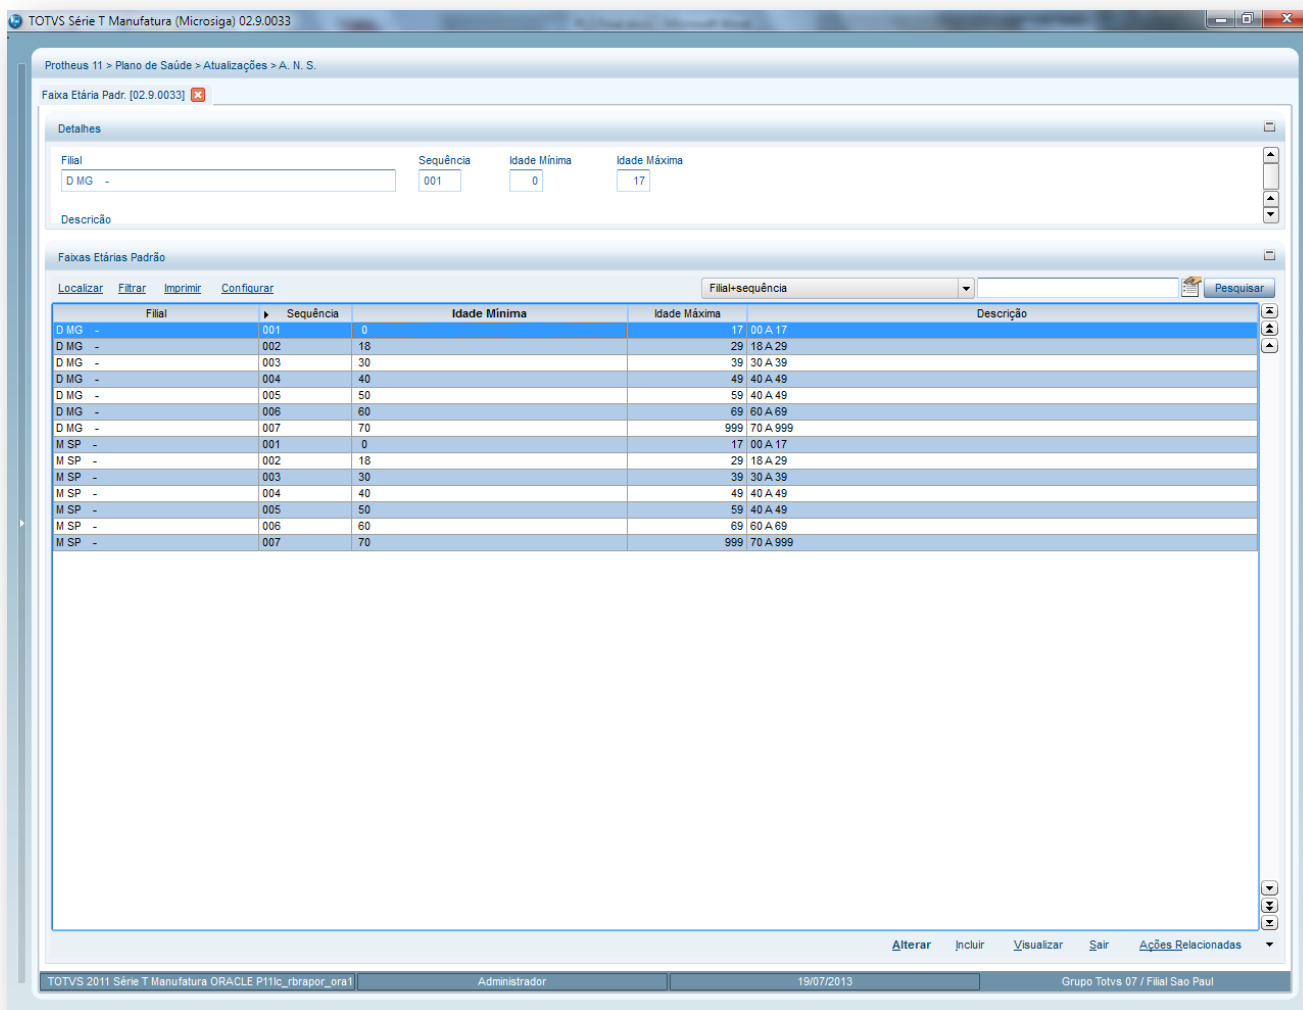 TOTVS Série T Manufatura (Microsiga) 02.9.0033
Protheus 11 > Plano de Saúde > Atualizações > A. N. S.
Faixa Etária Padr. [02.9.0033]
Detalhes
Filial Sequência Idade Mínima Idade Máxima
D MG - 001 0 17
Descrição
Faixas Etárias Padrão
Localizar Filtrar Imprimir Configurar Filial+sequência Pesquisar
Filial Sequência Idade Mínima Idade Máxima Descrição
D MG - 001 0 17 00 A 17
D MG - 002 18 29 18 A 29
D MG - 003 30 39 30 A 39
D MG - 004 40 49 40 A 49
D MG - 005 50 59 40 A 49
D MG - 006 60 69 60 A 69
D MG - 007 70 999 70 A 999
M SP - 001 0 17 00 A 17
M SP - 002 18 29 18 A 29
M SP - 003 30 39 30 A 39
M SP - 004 40 49 40 A 49
M SP - 005 50 59 40 A 49
M SP - 006 60 69 60 A 69
M SP - 007 70 999 70 A 999
Alterar Incluir Visualizar Sair Ações Relacionadas
TOTVS 2011 Série T Manufatura ORACLE P11lc_rbrapor_ora1 Administrador 19/07/2013 Grupo Totvs 07 / Filial Sao Paul